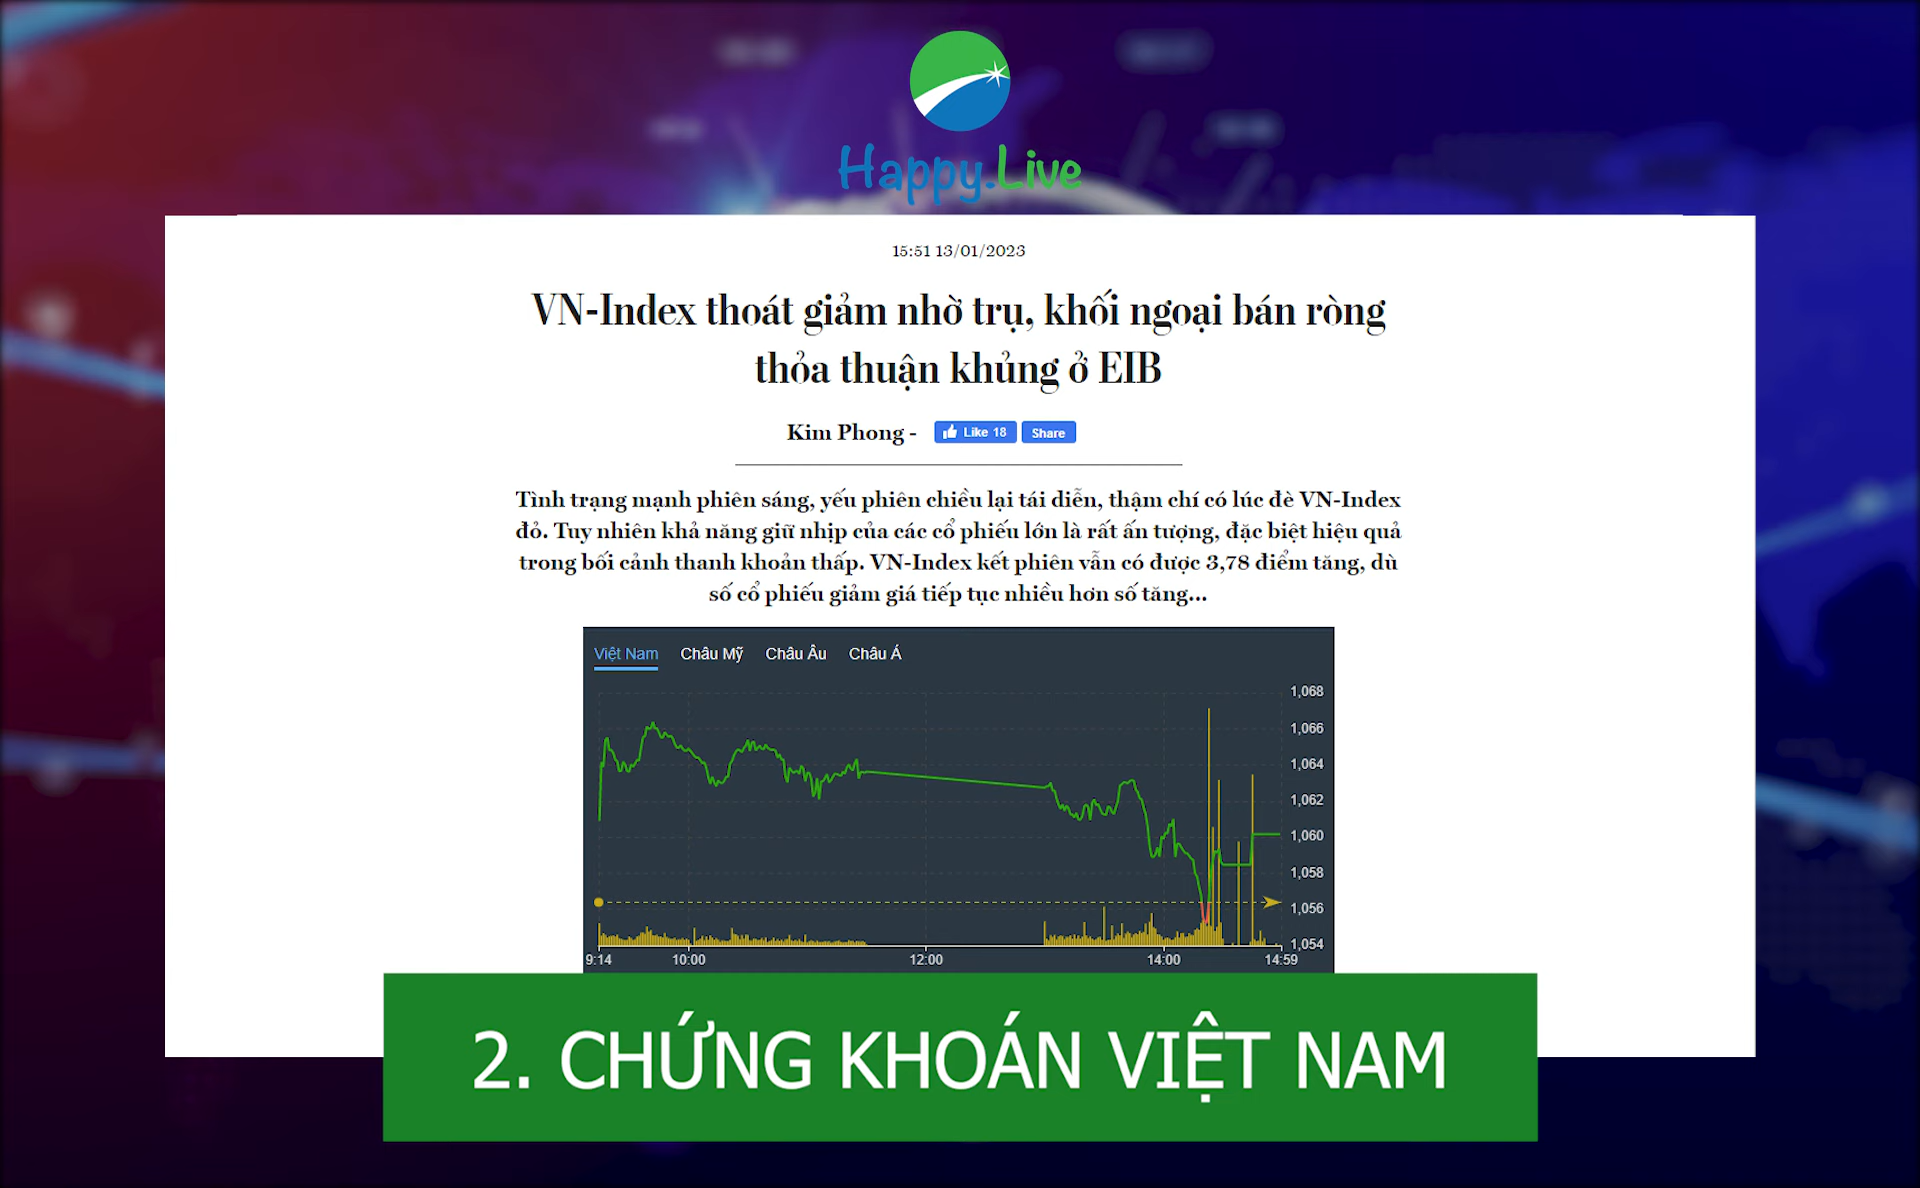 Happy.Live
15:51 13/01/2023
VN-Index thoát giảm nhờ trụ, khối ngoại bán ròng
thỏa thuận khủng ở EIB
Kim Phong - Like 18 Share
Tình trạng mạnh phiên sáng, yếu phiên chiều lại tái diễn, thậm chí có lúc đè VN-Index
đỏ. Tuy nhiên khả năng giữ nhịp của các cổ phiếu lớn là rất ấn tượng, đặc biệt hiệu quả
trong bối cảnh thanh khoản thấp. VN-Index kết phiên vẫn có được 3,78 điểm tăng, dù
số cổ phiếu giảm giá tiếp tục nhiều hơn số tăng...
Việt Nam Châu Mỹ Châu Âu Châu Á
1,068
1,066
1,064
1,062
1,060
1,058
1,056
1,054
9:14 10:00 12:00 14:00 14:59
2. CHỨNG KHOÁN VIỆT NAM